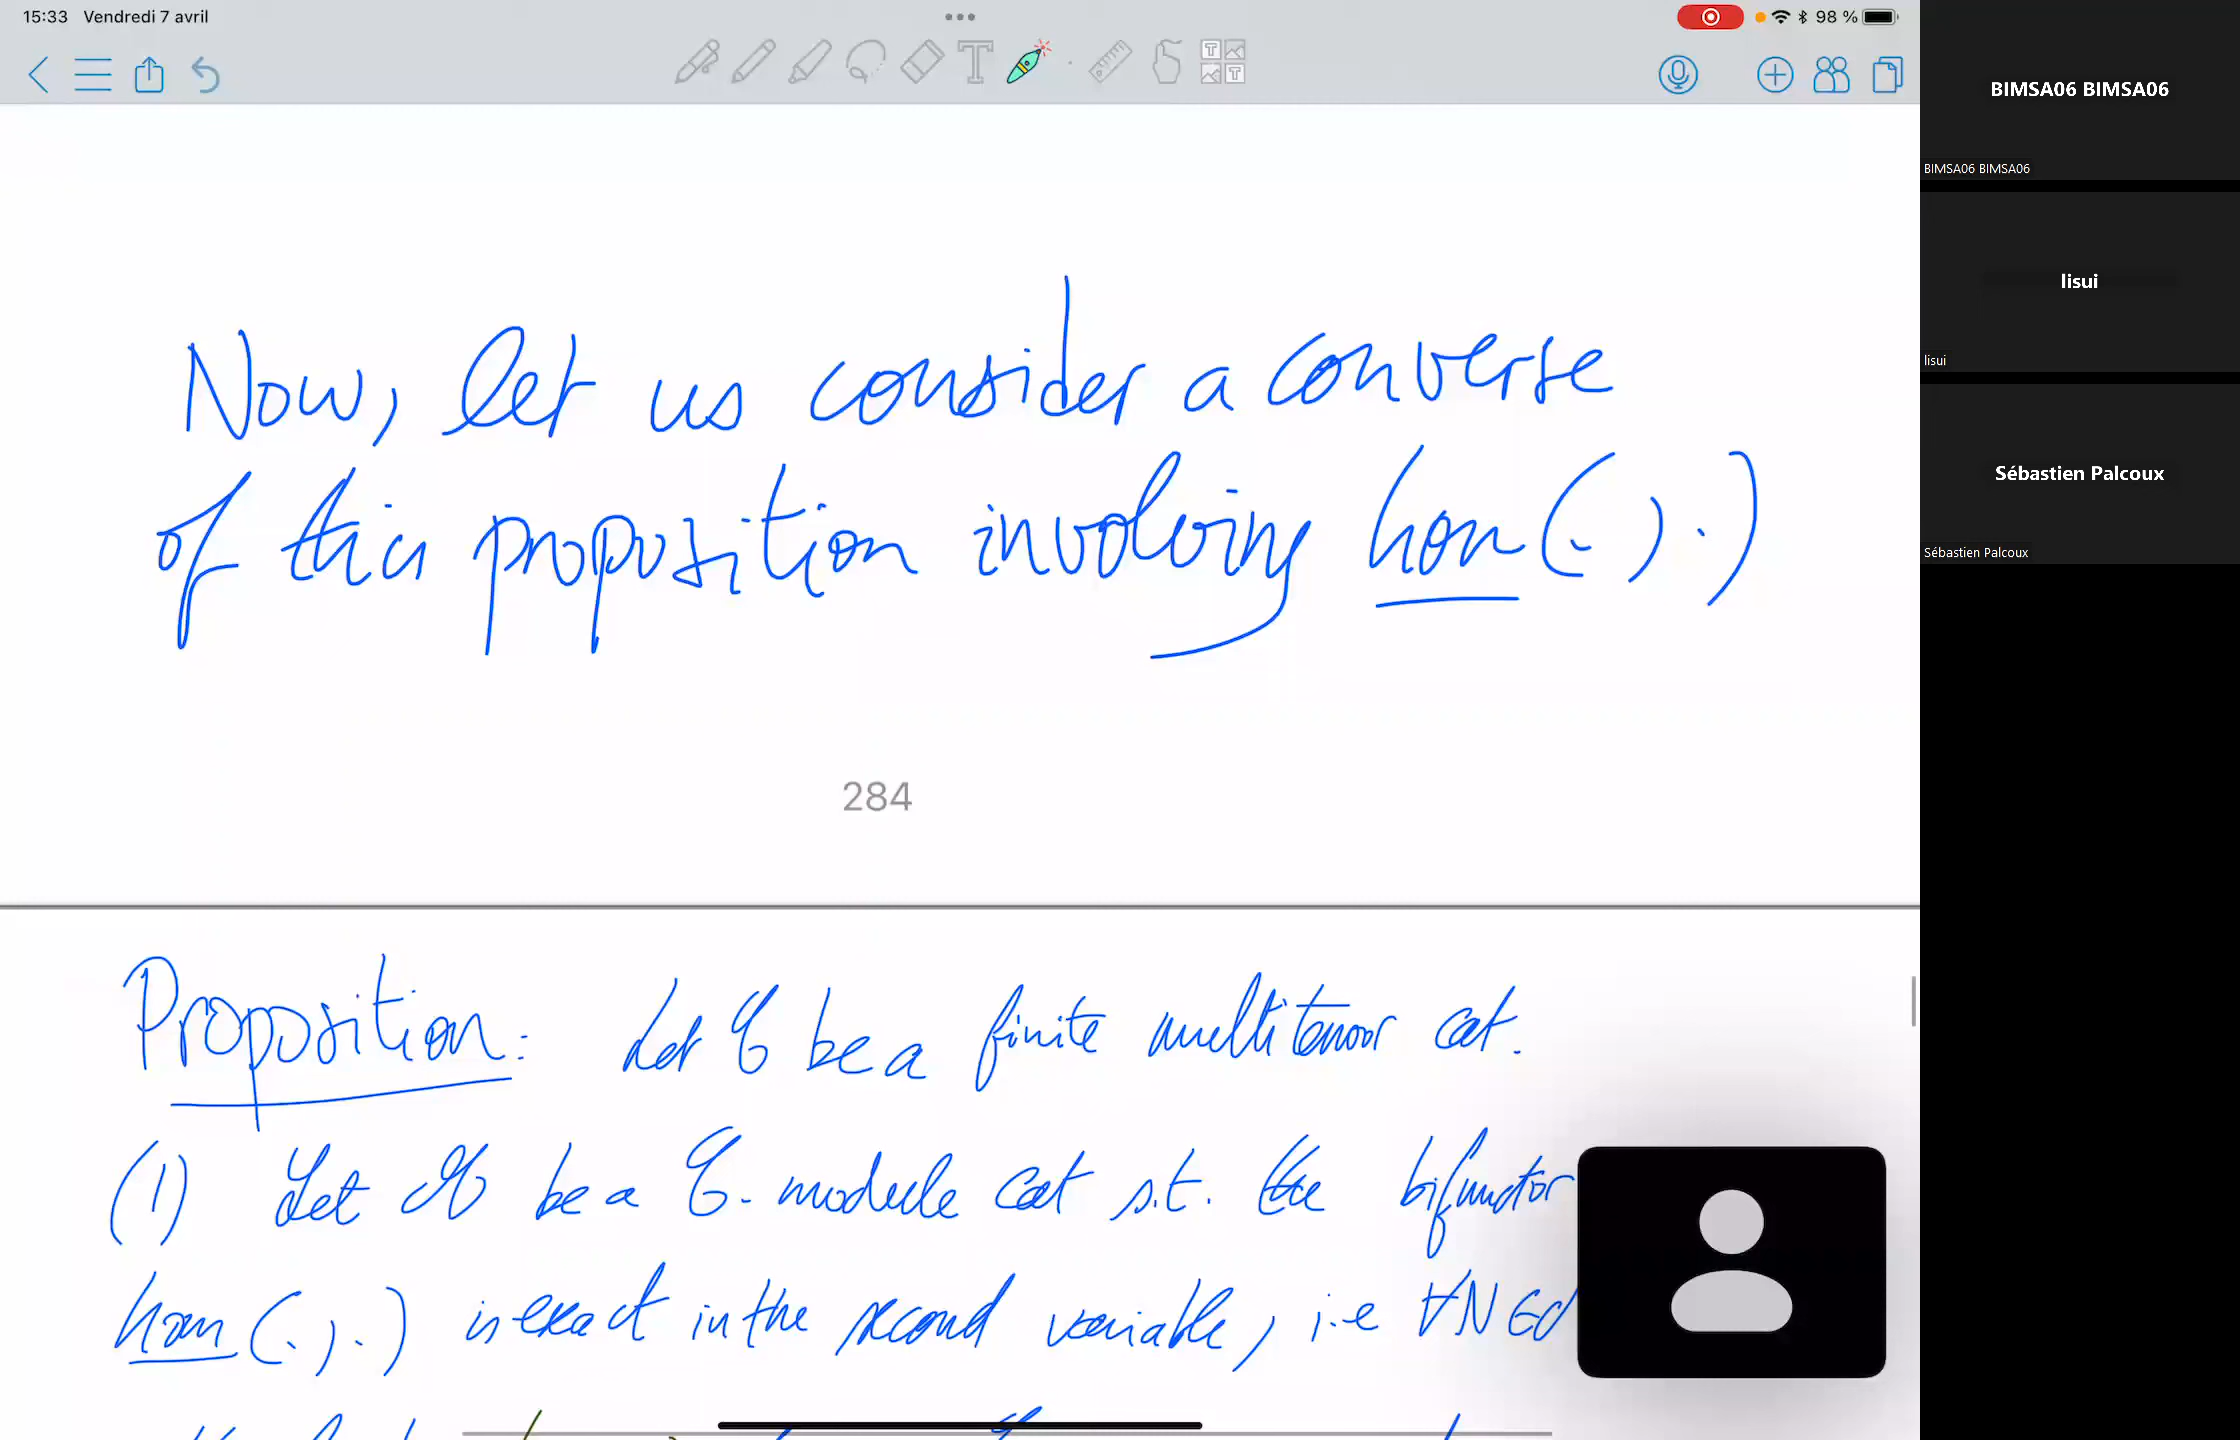 15:33 Vendredi 7 avril
98 %
BIMSA06 BIMSA06
BIMSA06 BIMSA06
lisui
lisui
Sébastien Palcoux
Sébastien Palcoux
Now, let us consider a converse
of this proposition involving hom(.,.)
284
Proposition: Let C be a finite multitensor cat.
(1) Let M be a C-module cat s.t. the bifunctor
hom(.,.) is exact in the second variable, i.e ∀N ∈